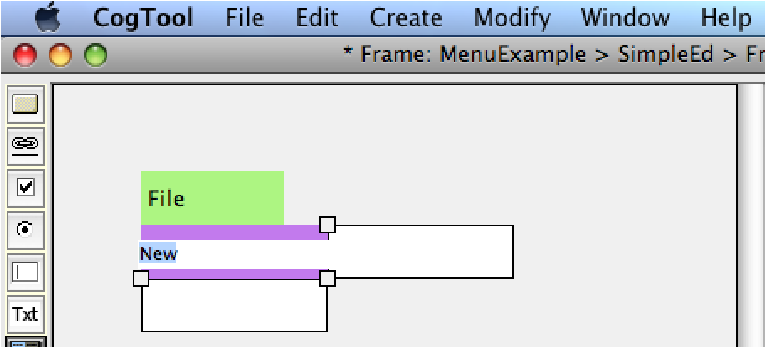 CogTool File Edit Create Modify Window Help
* Frame: MenuExample > SimpleEd > Fr
File
New
Txt